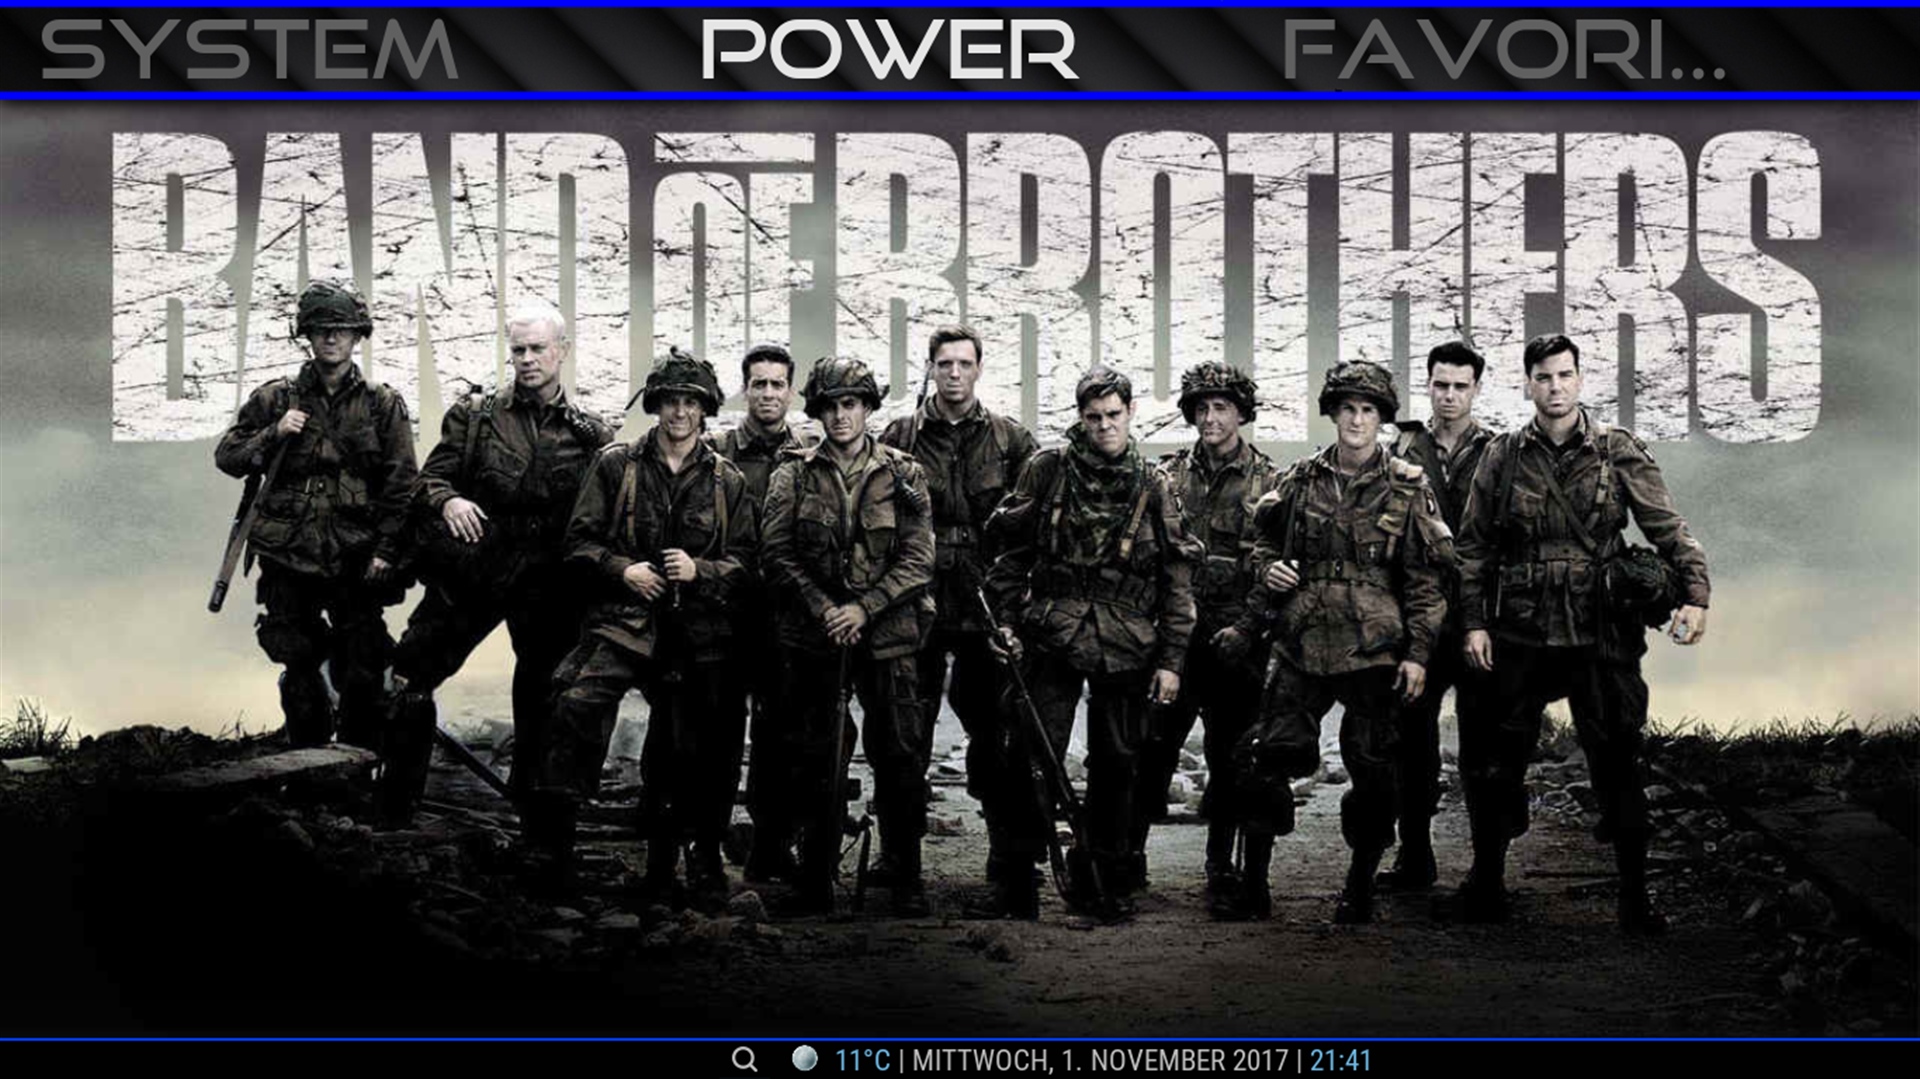 SYSTEM POWER FAVORI...
BAND OF BROTHERS
11°C | MITTWOCH, 1. NOVEMBER 2017 | 21:41